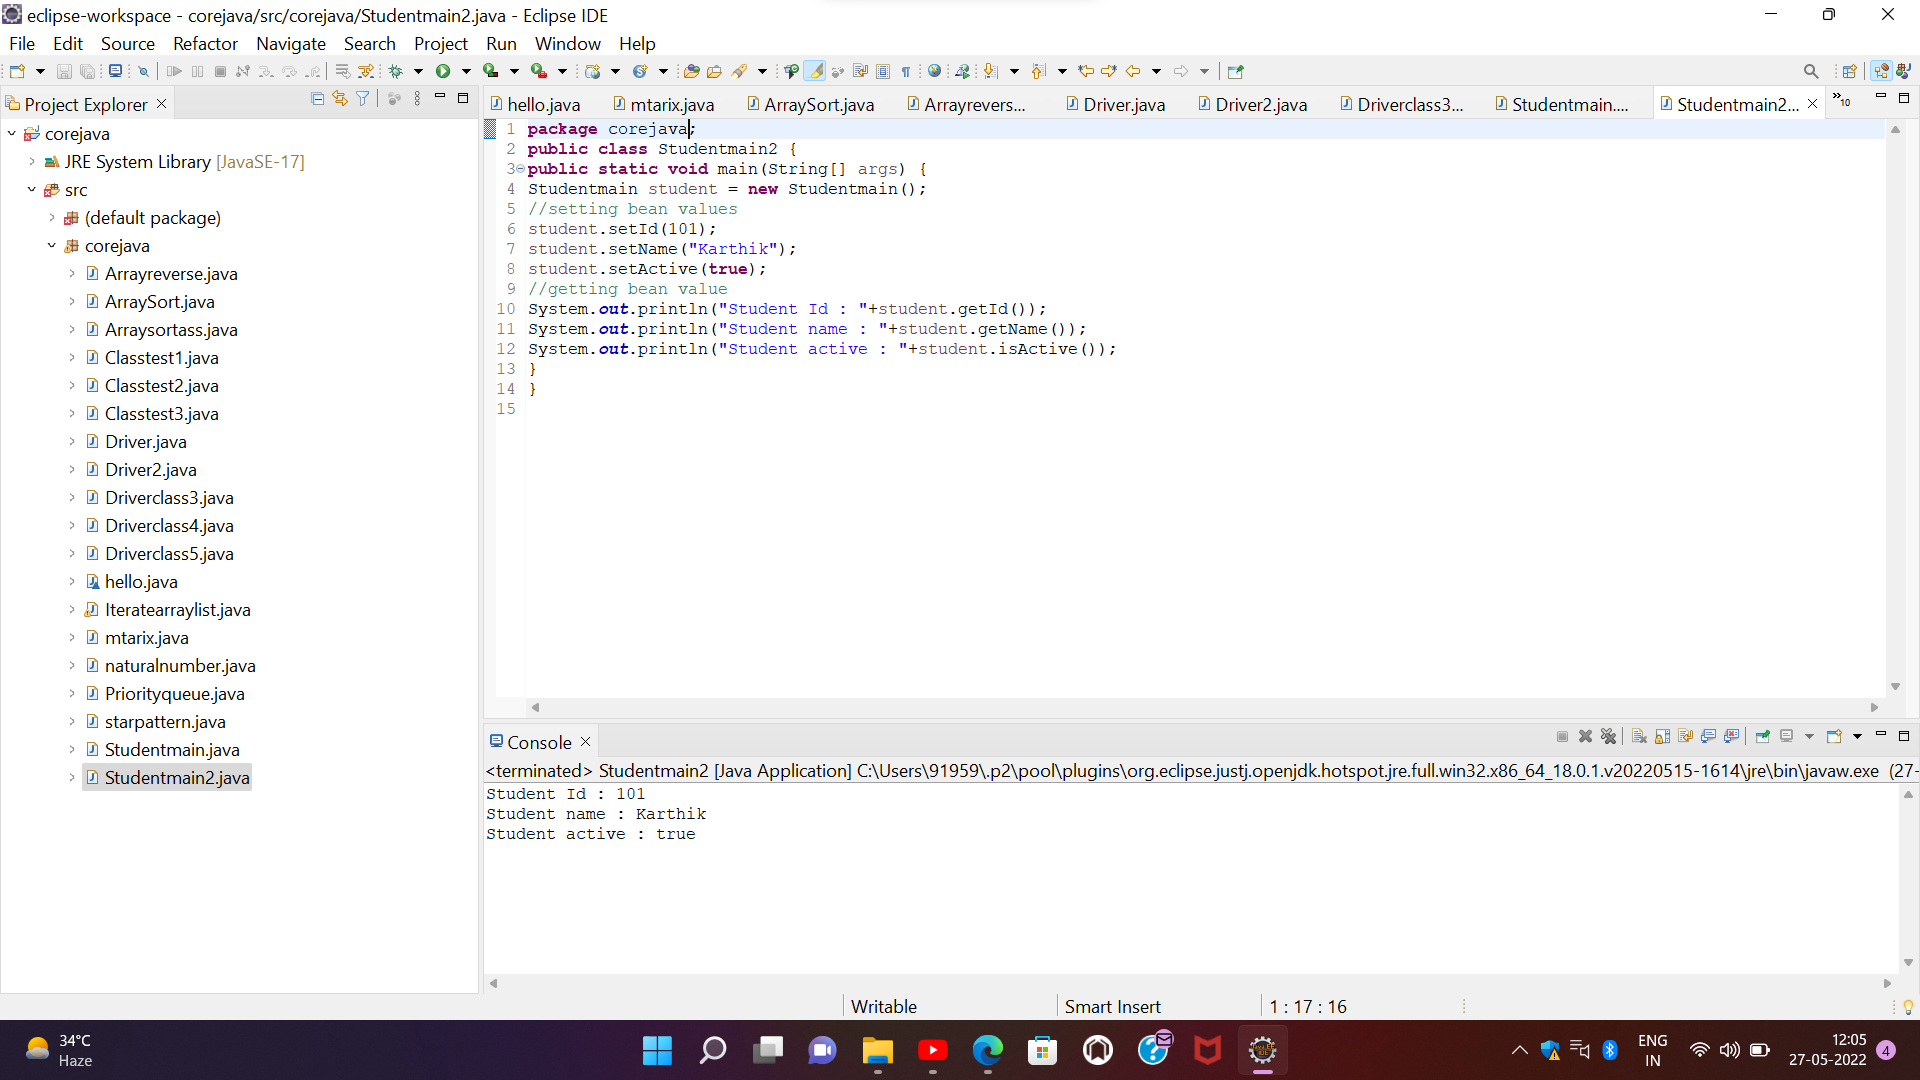 eclipse-workspace - corejava/src/corejava/Studentmain2.java - Eclipse IDE
File Edit Source Refactor Navigate Search Project Run Window Help
Project Explorer
corejava
JRE System Library [JavaSE-17]
src
(default package)
corejava
Arrayreverse.java
ArraySort.java
Arraysortass.java
Classtest1.java
Classtest2.java
Classtest3.java
Driver.java
Driver2.java
Driverclass3.java
Driverclass4.java
Driverclass5.java
hello.java
Iteratearraylist.java
mtarix.java
naturalnumber.java
Priorityqueue.java
starpattern.java
Studentmain.java
Studentmain2.java
hello.java mtarix.java ArraySort.java Arrayrevers... Driver.java Driver2.java Driverclass3... Studentmain.... Studentmain2... »10
1 package corejava;
2 public class Studentmain2 {
3 public static void main(String[] args) {
4 Studentmain student = new Studentmain();
5 //setting bean values
6 student.setId(101);
7 student.setName("Karthik");
8 student.setActive(true);
9 //getting bean value
10 System.out.println("Student Id : "+student.getId());
11 System.out.println("Student name : "+student.getName());
12 System.out.println("Student active : "+student.isActive());
13 }
14 }
15
Console
<terminated> Studentmain2 [Java Application] C:\Users\91959\.p2\pool\plugins\org.eclipse.justj.openjdk.hotspot.jre.full.win32.x86_64_18.0.1.v20220515-1614\jre\bin\javaw.exe (27-
Student Id : 101
Student name : Karthik
Student active : true
Writable Smart Insert 1 : 17 : 16
34°C
Haze
ENG
IN
12:05
27-05-2022
4